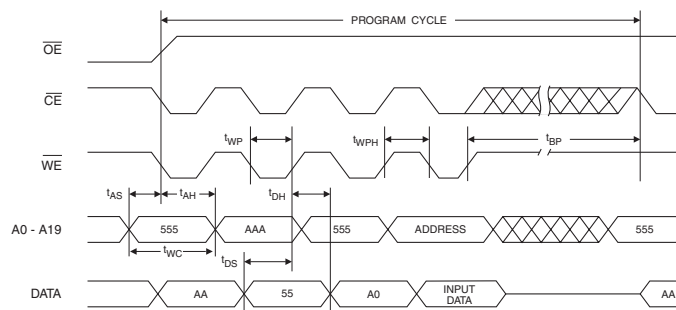 PROGRAM CYCLE
OE
CE
tWP
tWPH
tBP
WE
tAS
tAH
tDH
A0 - A19
555
AAA
555
ADDRESS
555
tWC
tDS
DATA
AA
55
A0
INPUT
DATA
AA